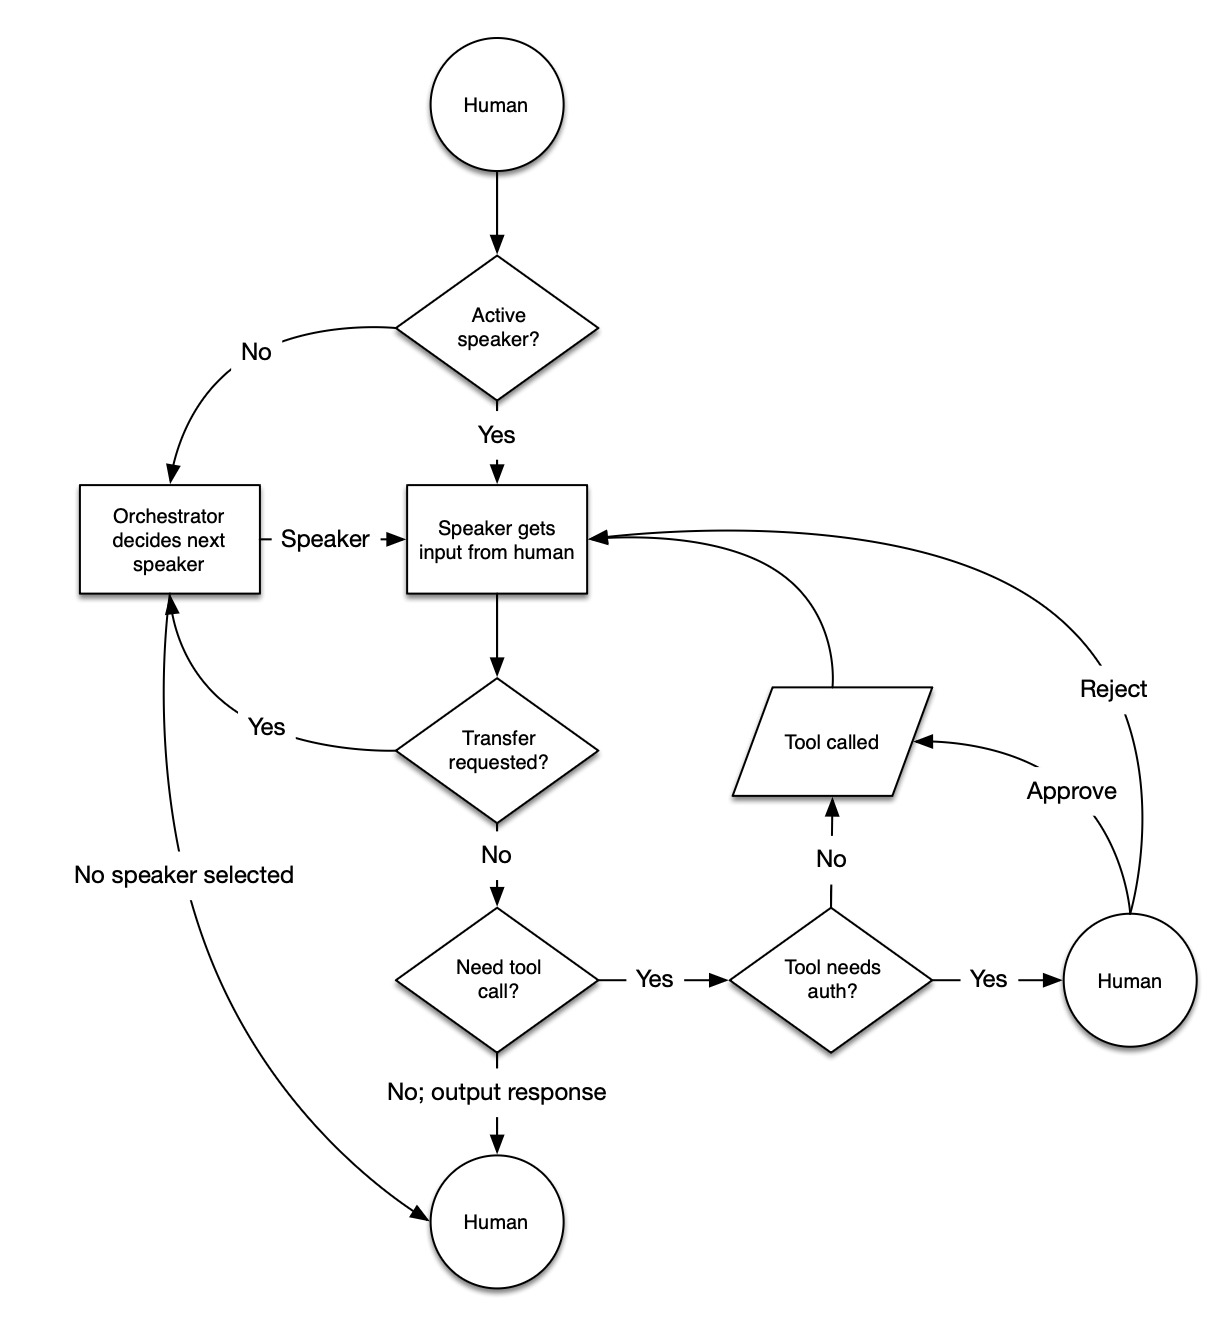 Human
Active
speaker?
No
Yes
Orchestrator
decides next
speaker
Speaker
Speaker gets
input from human
Reject
Yes
Transfer
requested?
Tool called
Approve
No
No
No speaker selected
Need tool
call?
Yes
Tool needs
auth?
Yes
Human
No; output response
Human